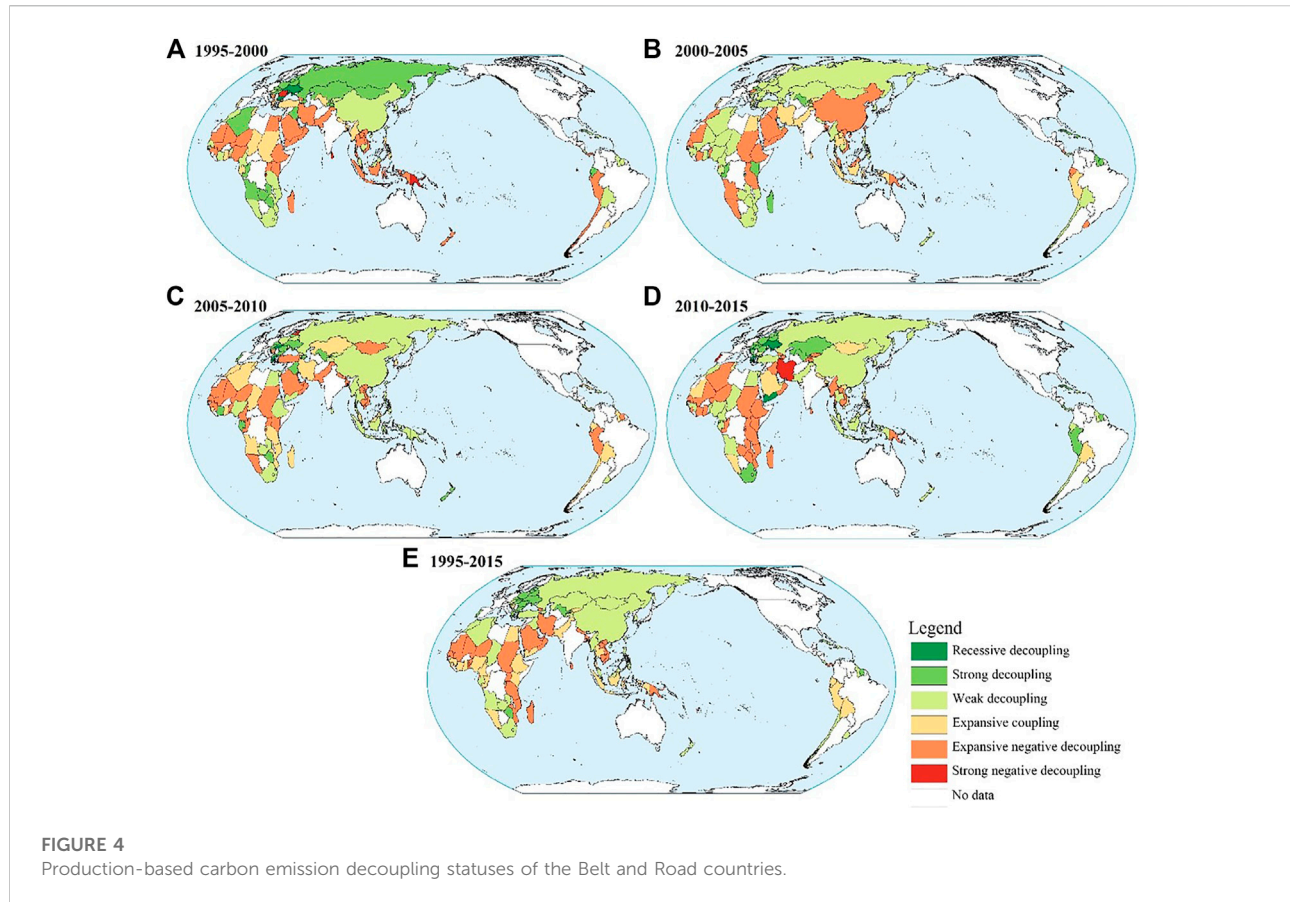 A 1995-2000
B 2000-2005
C 2005-2010
D 2010-2015
E 1995-2015
Legend
Recessive decoupling
Strong decoupling
Weak decoupling
Expansive coupling
Expansive negative decoupling
Strong negative decoupling
No data
FIGURE 4
Production-based carbon emission decoupling statuses of the Belt and Road countries.